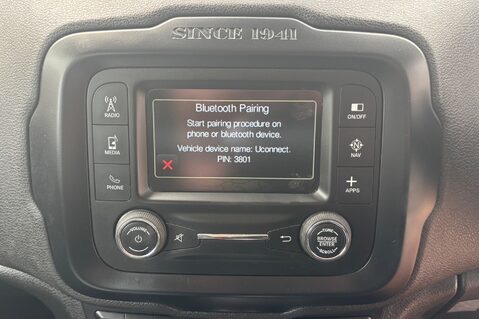 SINCE 1941
Bluetooth Pairing
Start pairing procedure on
phone or bluetooth device.
Vehicle device name: Uconnect.
PIN: 3801
RADIO
MEDIA
PHONE
ON/OFF
NAV
APPS
VOLUME
TUNE
BROWSE
ENTER
SCROLL